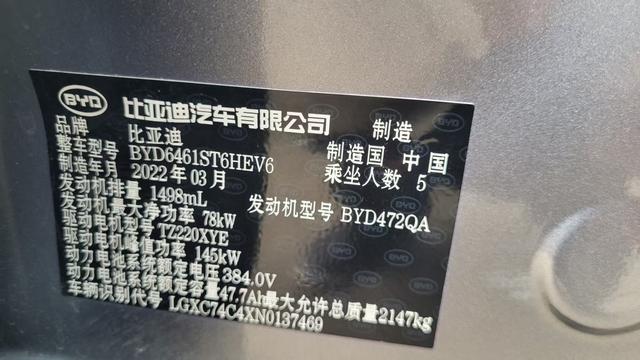 BYD 比亚迪汽车有限公司 制造
品牌 比亚迪 制造国 中国
整车型号 BYD6461ST6HEV6 乘坐人数 5
制造年月 2022年03月
发动机排量 1498mL 发动机型号 BYD472QA
发动机最大净功率 78kW
驱动电机型号 TZ220XYE
驱动电机峰值功率 145kW
动力电池系统额定电压 384.0V
动力电池系统额定容量 47.7Ah 最大允许总质量 2147kg
车辆识别代号 LGXC74C4XN0137469